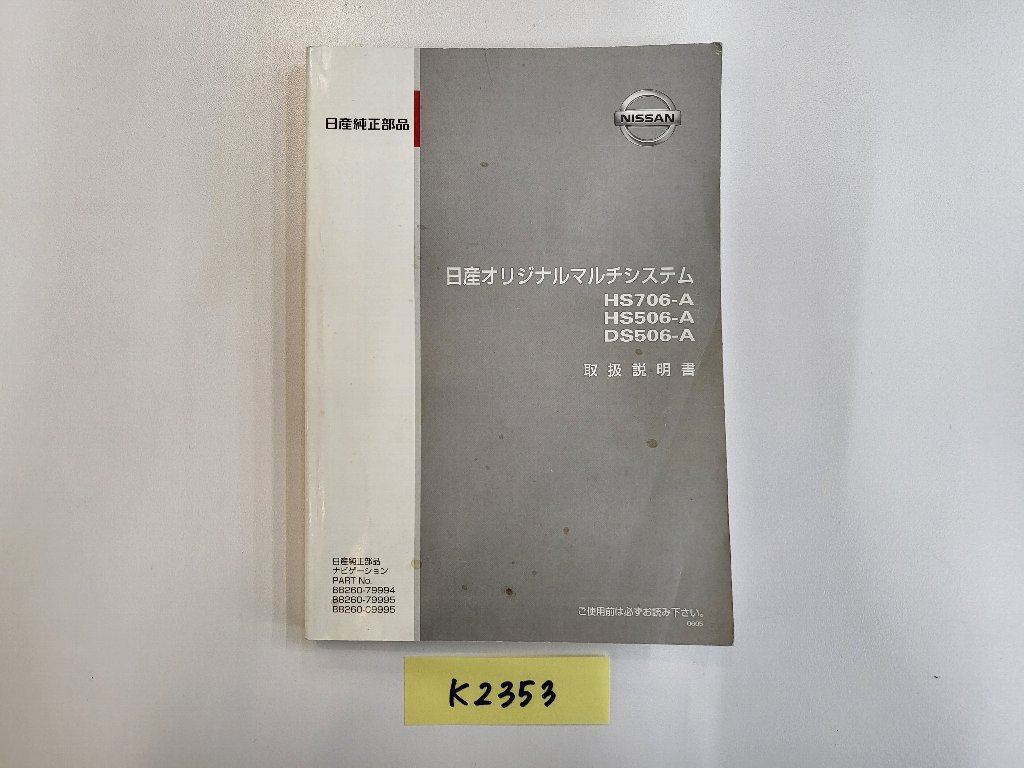 日産純正部品
NISSAN
日産オリジナルマルチシステム
HS706-A
HS506-A
DS506-A
取扱説明書
日産純正部品
ナビゲーション
PART No.
B8260-79994
B8260-79995
B8260-C9995
ご使用前は必ずお読み下さい。
0605
K2353